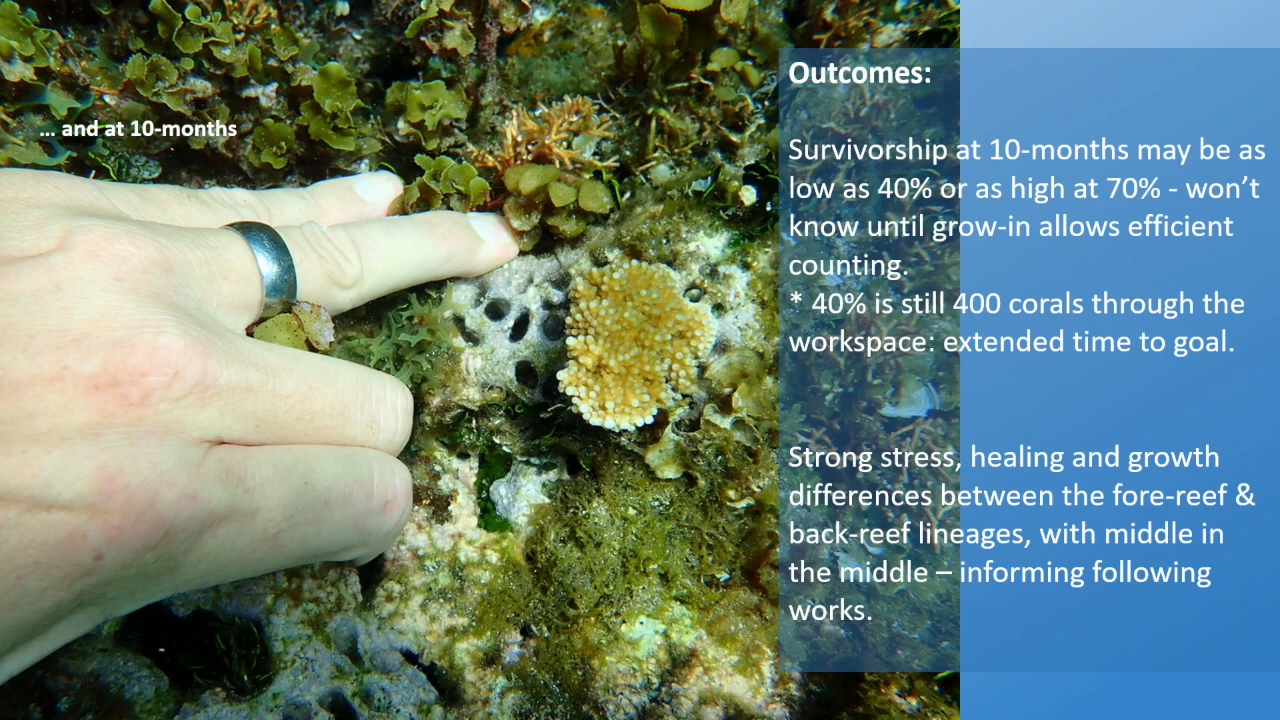 ... and at 10-months
Outcomes:
Survivorship at 10-months may be as
low as 40% or as high at 70% - won’t
know until grow-in allows efficient
counting.
* 40% is still 400 corals through the
workspace: extended time to goal.
Strong stress, healing and growth
differences between the fore-reef &
back-reef lineages, with middle in
the middle – informing following
works.